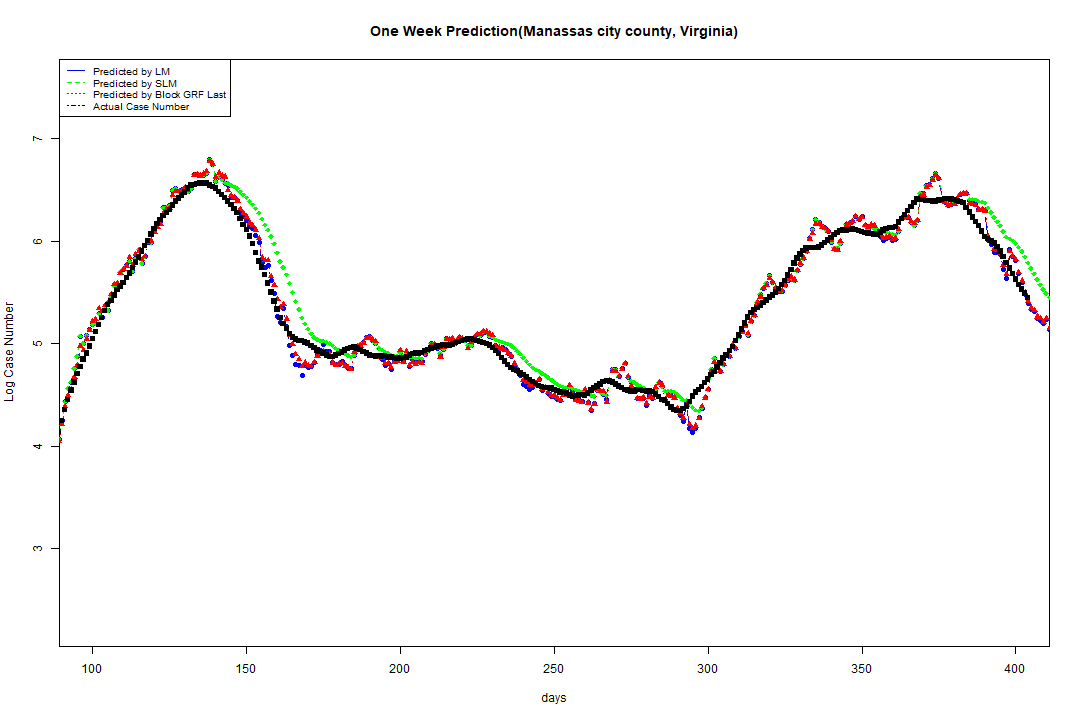 One Week Prediction(Manassas city county, Virginia)
Predicted by LM
Predicted by SLM
Predicted by Block GRF Last
Actual Case Number
7
6
5
4
3
Log Case Number
100 150 200 250 300 350 400
days